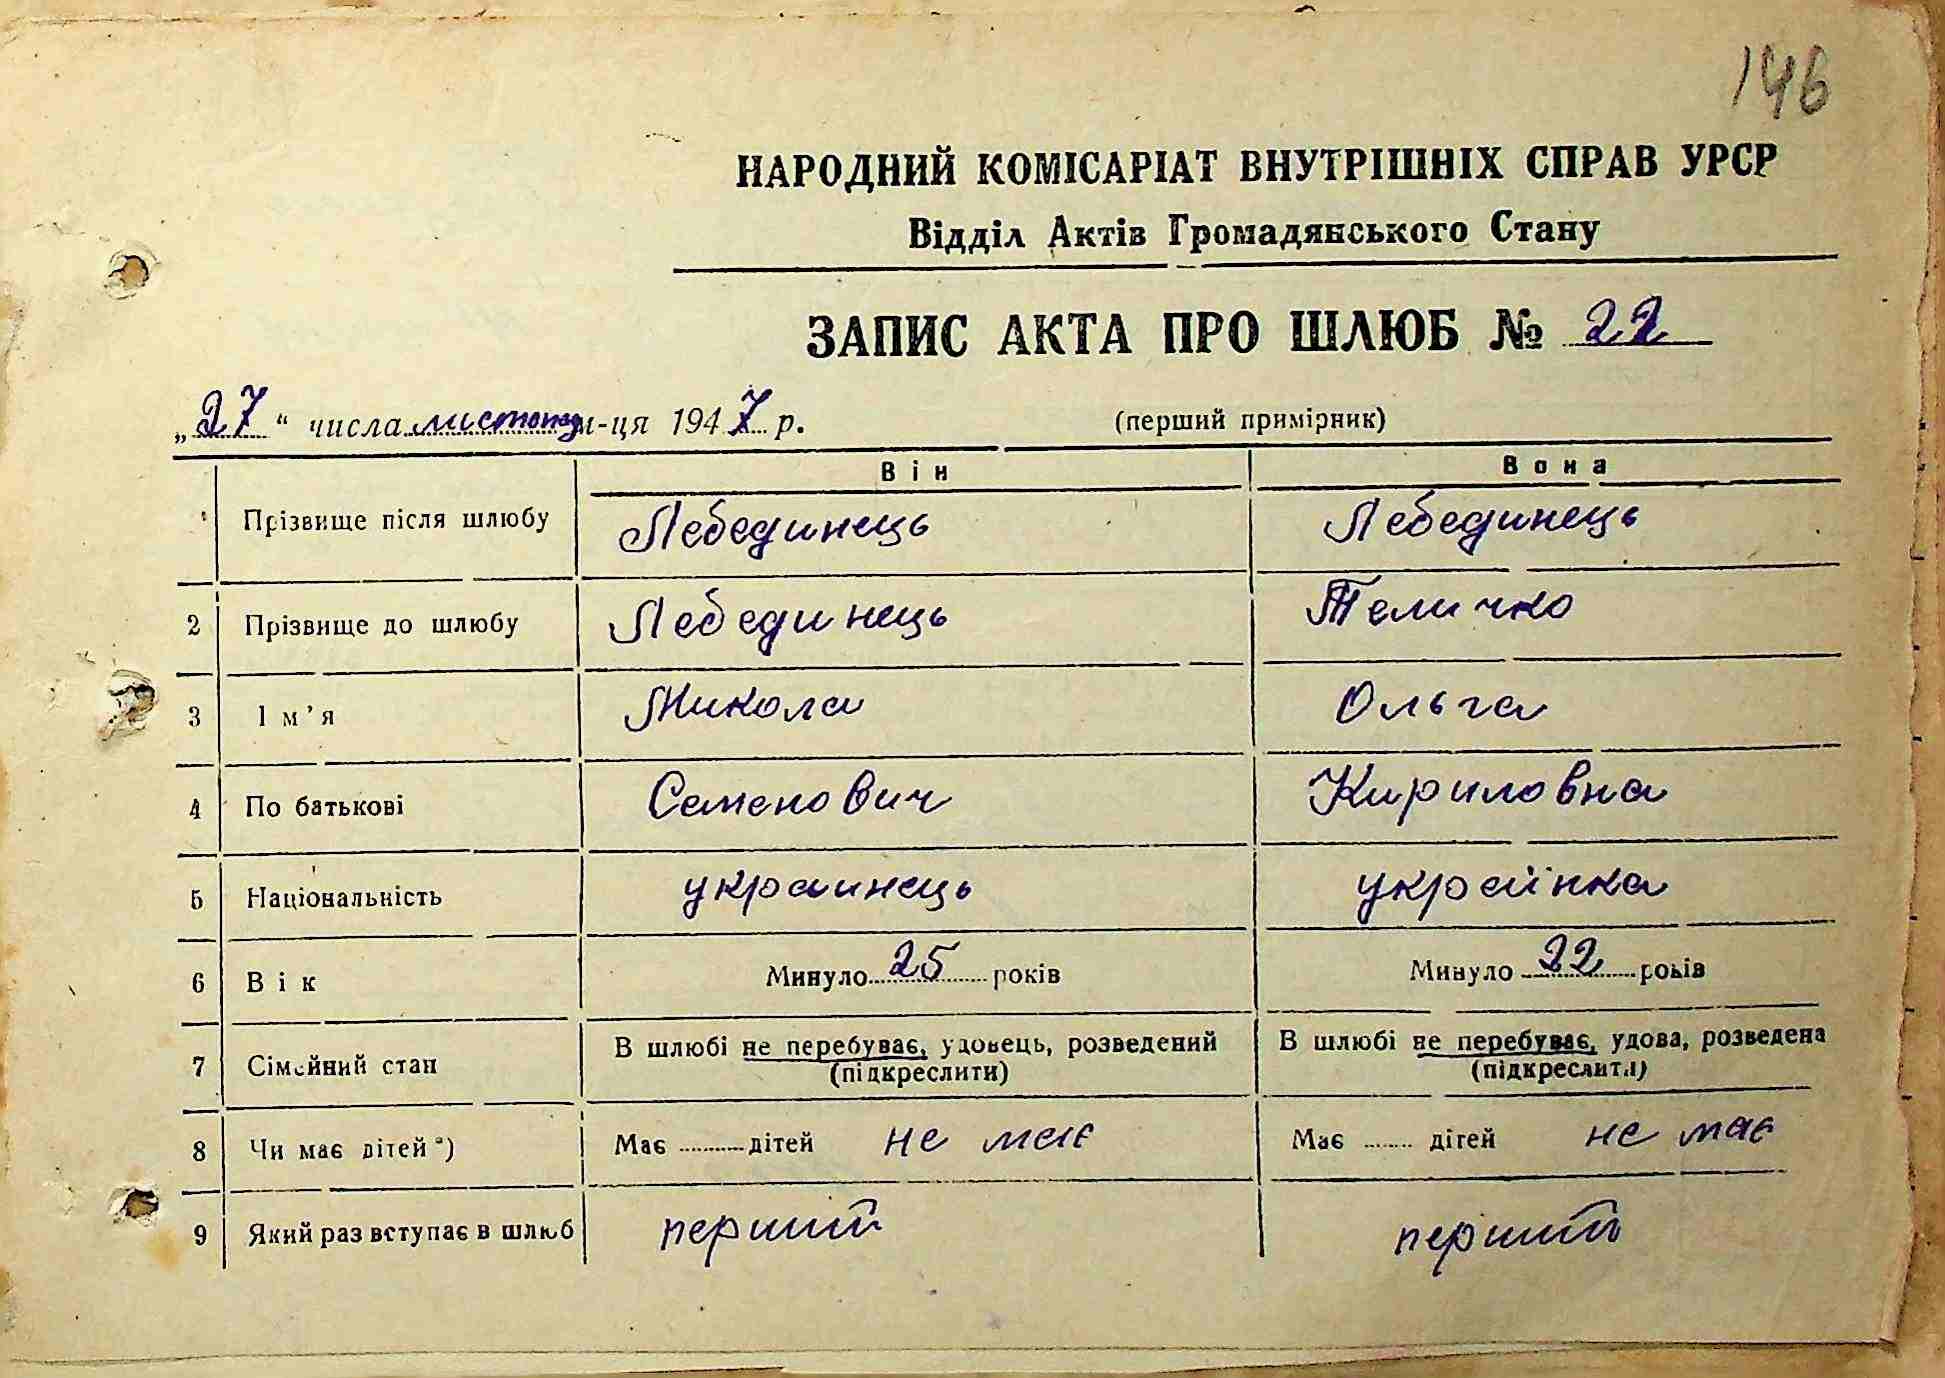 146
НАРОДНИЙ КОМІСАРІАТ ВНУТРІШНІХ СПРАВ УРСР
Відділ Актів Громадянського Стану
ЗАПИС АКТА ПРО ШЛЮБ № 22
„27“ числа листопад м-ця 1947 р. (перший примірник)
Він Вона
1 Прізвище після шлюбу Лебединець Лебединець
2 Прізвище до шлюбу Лебединець Теличко
3 Ім’я Микола Ольга
4 По батькові Семенович Кириловна
5 Національність украинець українка
6 Вік Минуло 25 років Минуло 22 років
7 Сімейний стан В шлюбі не перебуває, удовець, розведений В шлюбі не перебуває, удова, розведена
(підкреслити) (підкреслити)
8 Чи має дітей*) Має ......... дітей не має Має ........ дітей не має
9 Який раз вступає в шлюб перший перший